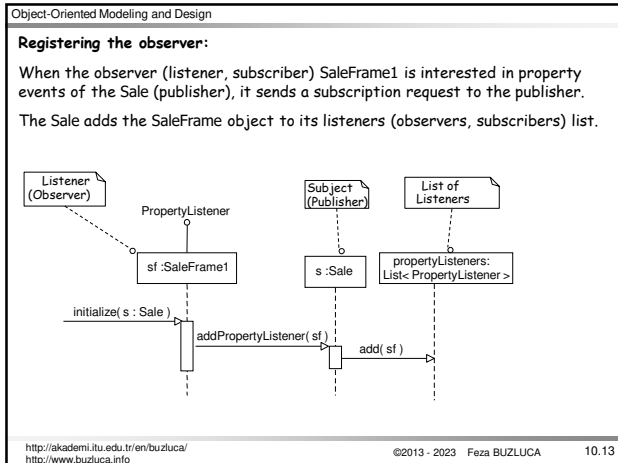 Object-Oriented Modeling and Design
Registering the observer:
When the observer (listener, subscriber) SaleFrame1 is interested in property
events of the Sale (publisher), it sends a subscription request to the publisher.
The Sale adds the SaleFrame object to its listeners (observers, subscribers) list.
Listener
(Observer)
PropertyListener
Subject
(Publisher)
List of
Listeners
sf :SaleFrame1
s :Sale
propertyListeners:
List< PropertyListener >
initialize( s : Sale )
addPropertyListener( sf )
add( sf )
http://akademi.itu.edu.tr/en/buzluca/
http://www.buzluca.info
©2013 - 2023 Feza BUZLUCA
10.13